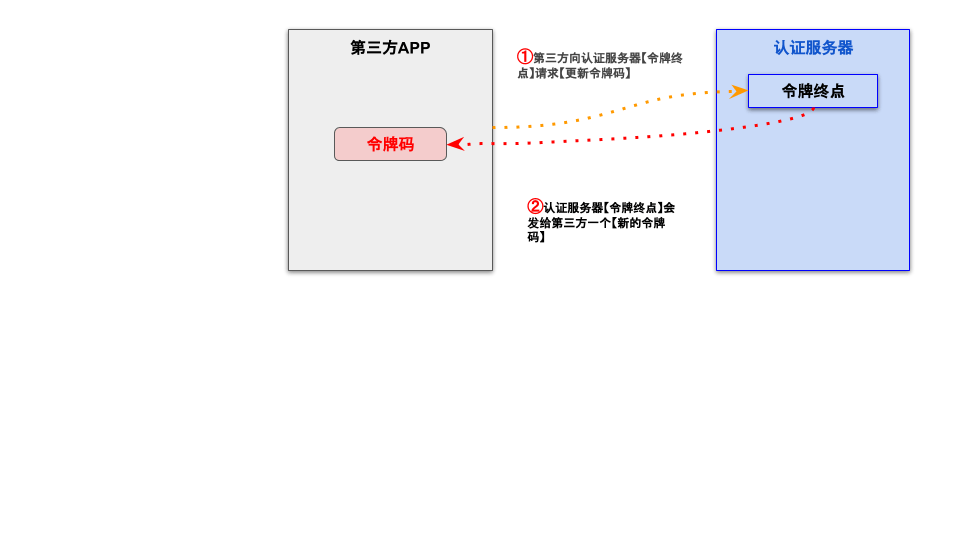 第三方APP
认证服务器
①第三方向认证服务器【令牌终
点】请求【更新令牌码】
令牌终点
令牌码
②认证服务器【令牌终点】会
发给第三方一个【新的令牌
码】